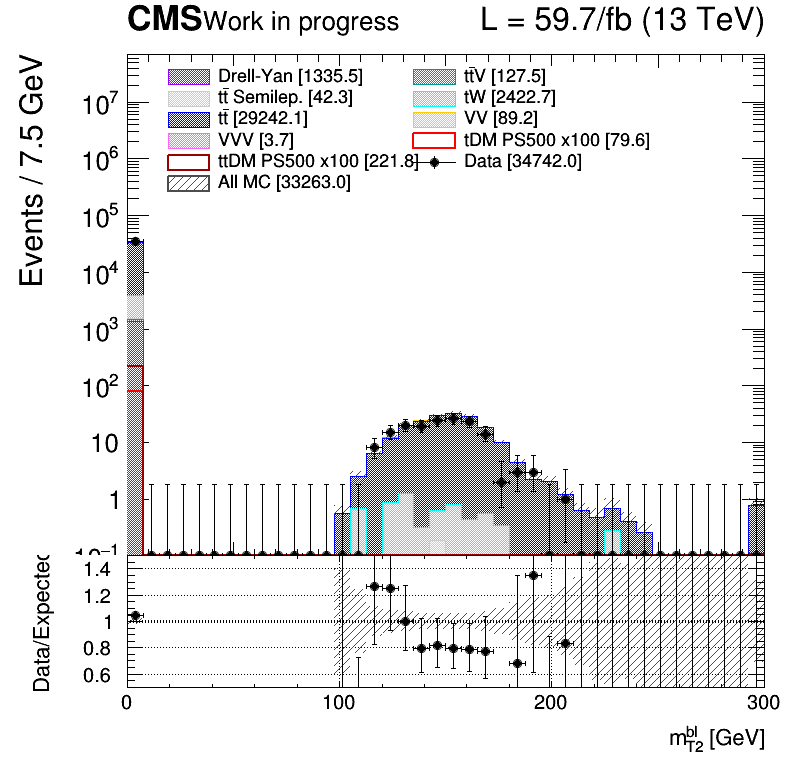 CMS Work in progress L = 59.7/fb (13 TeV)
Events / 7.5 GeV
Drell-Yan [1335.5] tt̄V [127.5]
tt̄ Semilep. [42.3] tW [2422.7]
tt̄ [29242.1] VV [89.2]
VVV [3.7] tDM PS500 x100 [79.6]
ttDM PS500 x100 [221.8] Data [34742.0]
All MC [33263.0]
10⁷
10⁶
10⁵
10⁴
10³
10²
10
1
10⁻¹
Data/Expected
1.4
1.2
1
0.8
0.6
0 100 200 300
m_{T2}^{bl} [GeV]